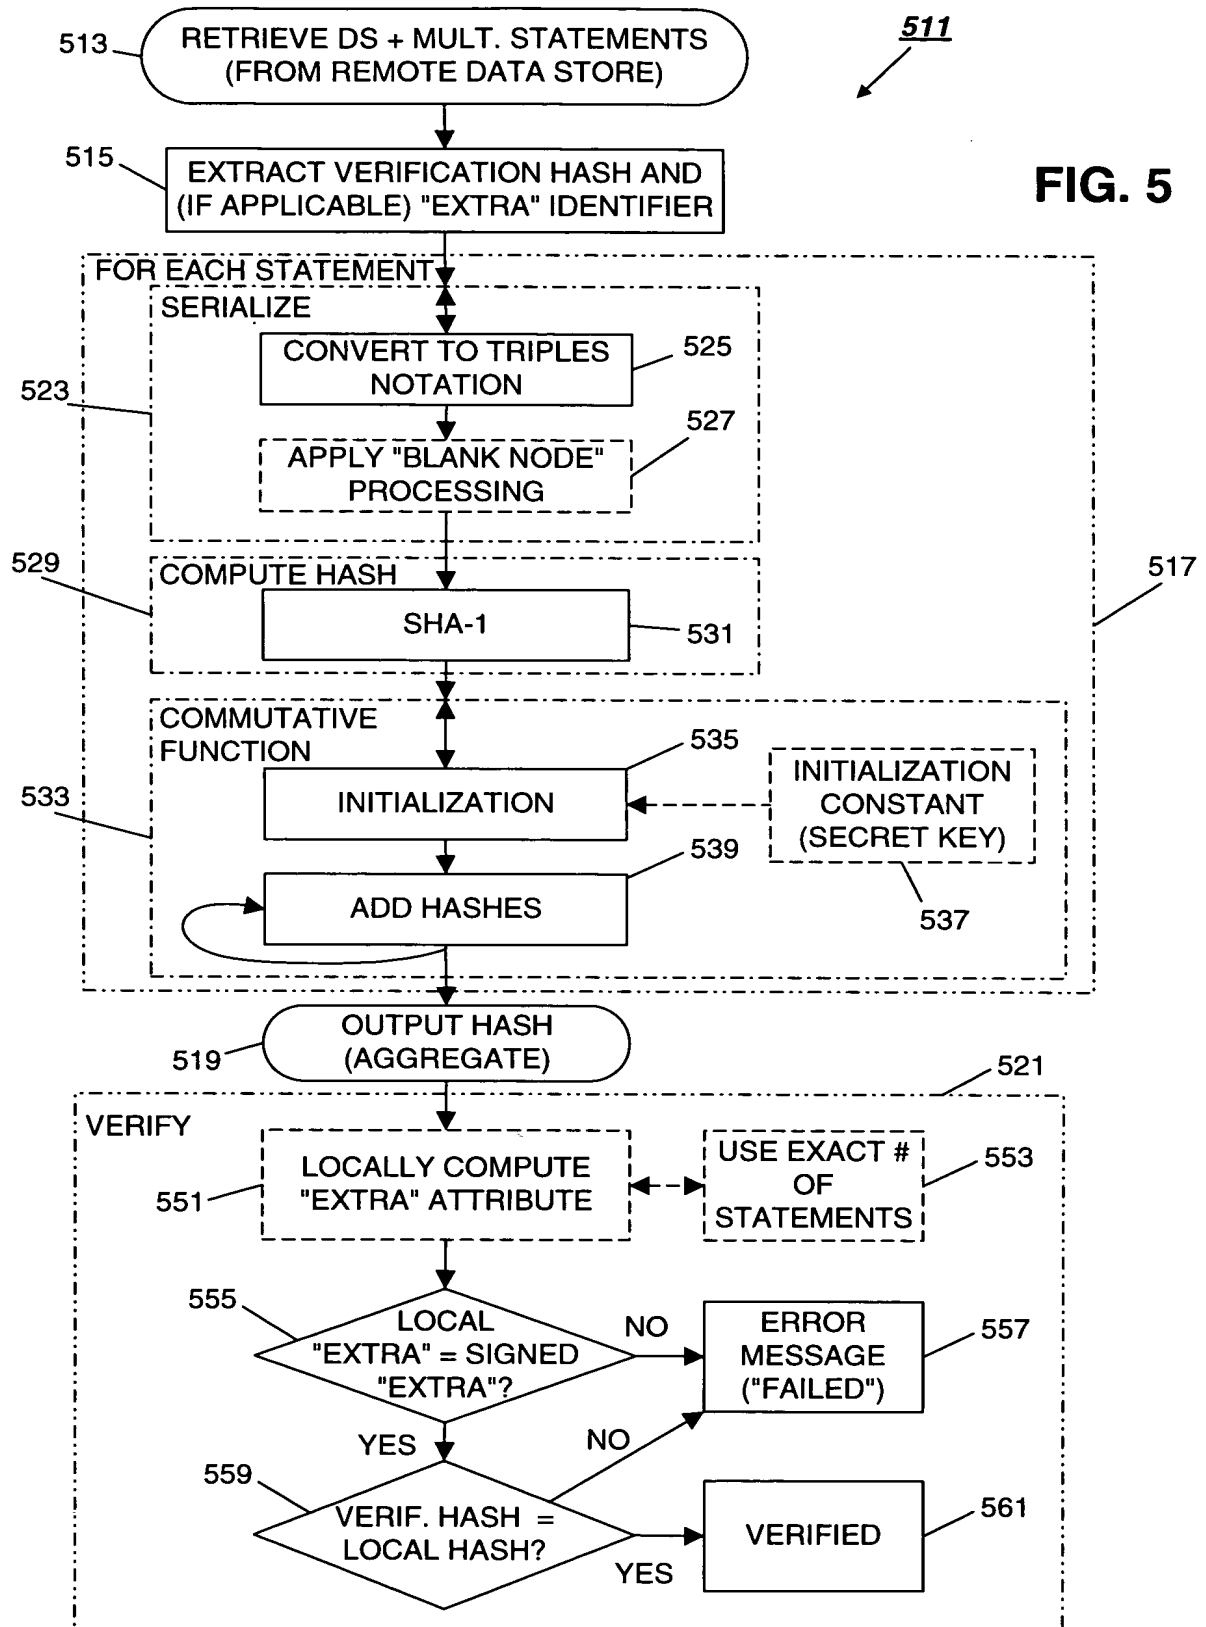 511
513
RETRIEVE DS + MULT. STATEMENTS
(FROM REMOTE DATA STORE)
FIG. 5
515
EXTRACT VERIFICATION HASH AND
(IF APPLICABLE) "EXTRA" IDENTIFIER
FOR EACH STATEMENT
SERIALIZE
CONVERT TO TRIPLES
NOTATION
525
523
527
APPLY "BLANK NODE"
PROCESSING
529
COMPUTE HASH
517
SHA-1
531
COMMUTATIVE
FUNCTION
535
533
INITIALIZATION
INITIALIZATION
CONSTANT
(SECRET KEY)
539
ADD HASHES
537
OUTPUT HASH
(AGGREGATE)
519
521
VERIFY
551
LOCALLY COMPUTE
"EXTRA" ATTRIBUTE
USE EXACT #
OF
STATEMENTS
553
555
LOCAL
"EXTRA" = SIGNED
"EXTRA"?
NO
ERROR
MESSAGE
("FAILED")
557
YES
NO
559
VERIF. HASH =
LOCAL HASH?
YES
VERIFIED
561